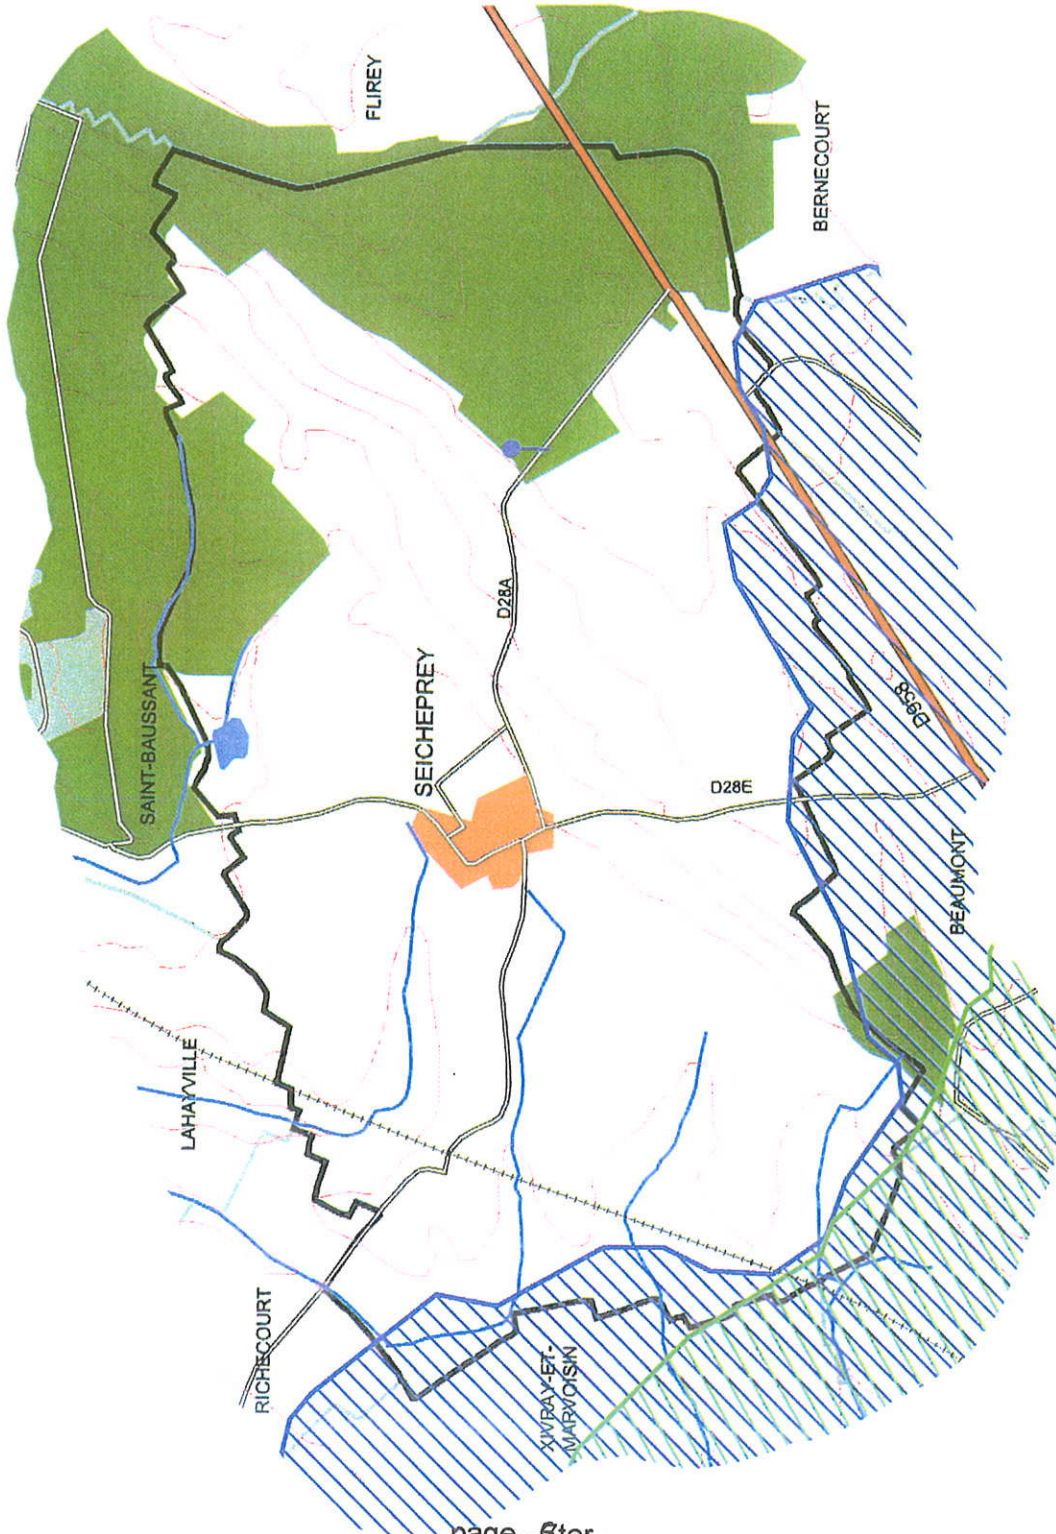 FLIREY
BERNECOURT
SAINT-BAUSSANT
D28A
SEICHEPREY
D958
D28E
BEAUMONT
LAHAYVILLE
RICHECOURT
XIVRAY-ET-
MARVOISIN
page